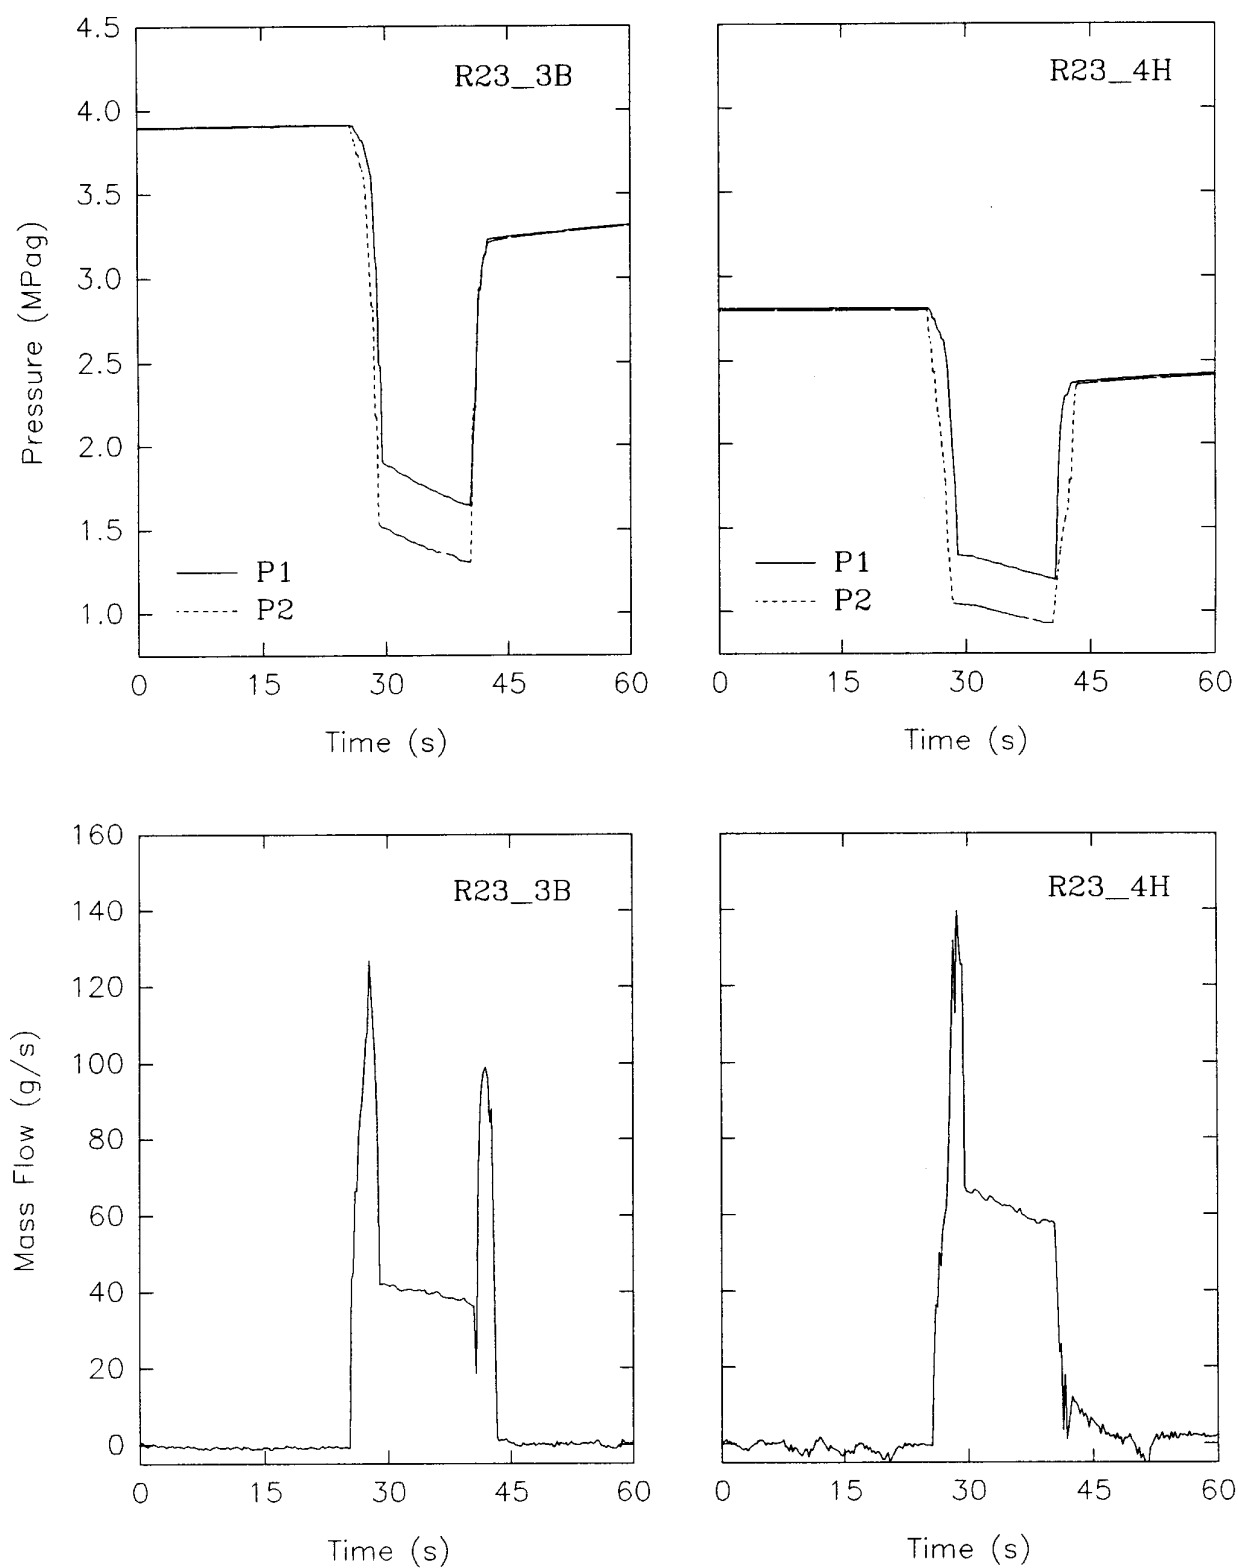 4.5
4.0
3.5
3.0
2.5
2.0
1.5
1.0
Pressure (MPag)
R23_3B
P1
P2
0 15 30 45 60
Time (s)
R23_4H
P1
P2
0 15 30 45 60
Time (s)
160
140
120
100
80
60
40
20
0
Mass Flow (g/s)
R23_3B
0 15 30 45 60
Time (s)
R23_4H
0 15 30 45 60
Time (s)